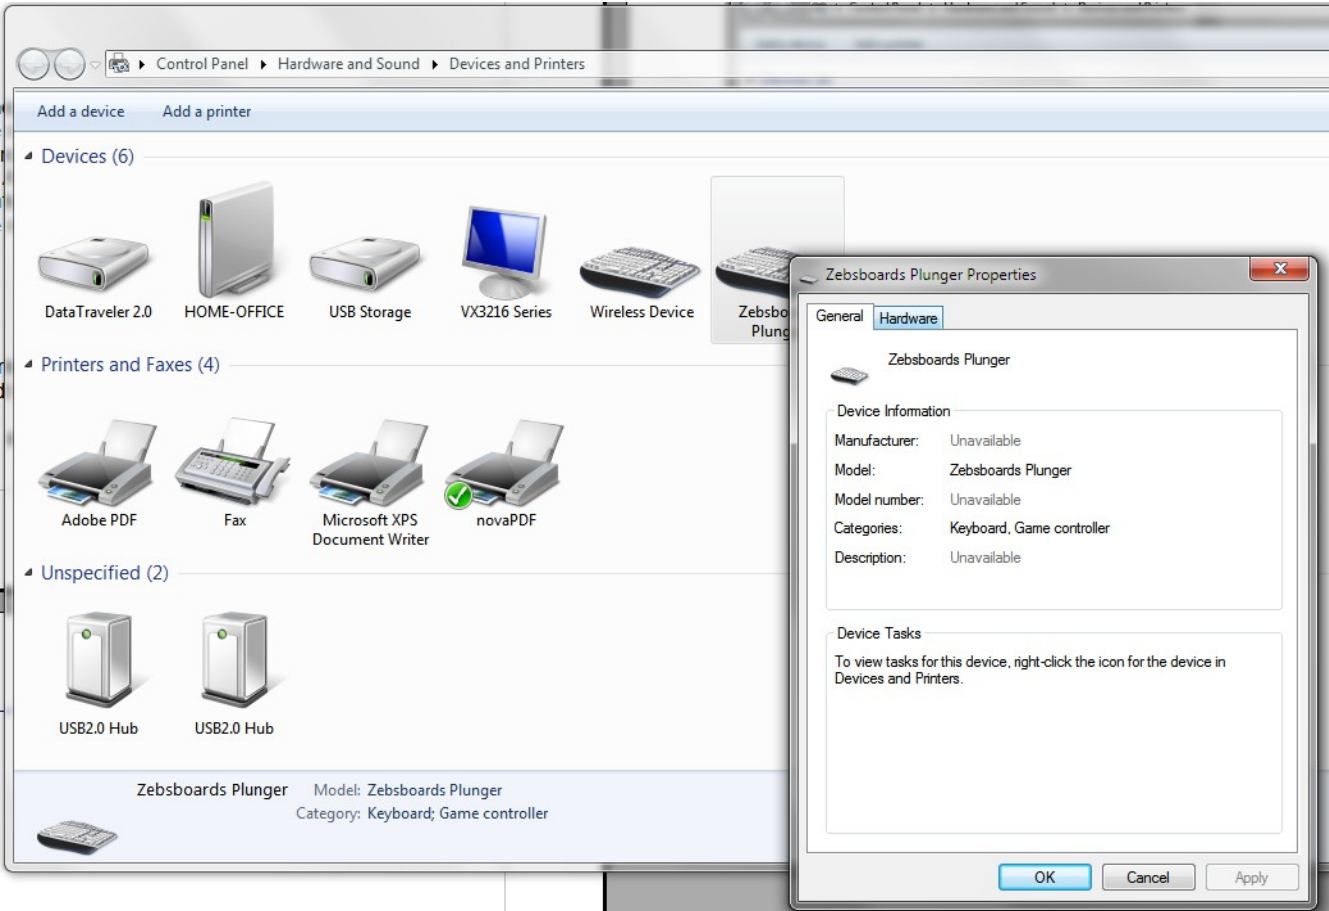 Control Panel Hardware and Sound Devices and Printers
Add a device Add a printer
Devices (6)
DataTraveler 2.0 HOME-OFFICE USB Storage VX3216 Series Wireless Device Zebsbo
Plung
Printers and Faxes (4)
Adobe PDF Fax Microsoft XPS novaPDF
Document Writer
Unspecified (2)
USB2.0 Hub USB2.0 Hub
Zebsboards Plunger Model: Zebsboards Plunger
Category: Keyboard; Game controller
Zebsboards Plunger Properties
General Hardware
Zebsboards Plunger
Device Information
Manufacturer: Unavailable
Model: Zebsboards Plunger
Model number: Unavailable
Categories: Keyboard, Game controller
Description: Unavailable
Device Tasks
To view tasks for this device, right-click the icon for the device in
Devices and Printers.
OK Cancel Apply